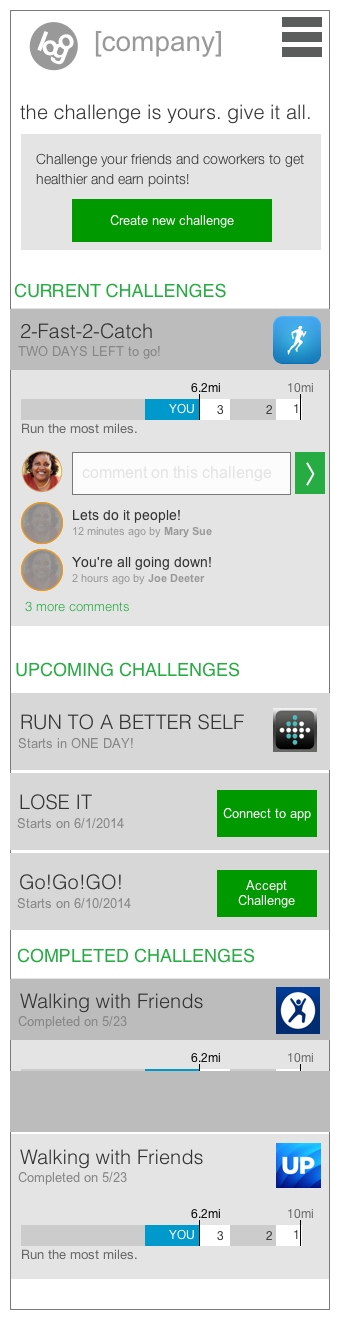 logo
[company]
the challenge is yours. give it all.
Challenge your friends and coworkers to get
healthier and earn points!
Create new challenge
CURRENT CHALLENGES
2-Fast-2-Catch
TWO DAYS LEFT to go!
6.2mi 10mi
YOU 3 2 1
Run the most miles.
comment on this challenge
Lets do it people!
12 minutes ago by Mary Sue
You're all going down!
2 hours ago by Joe Deeter
3 more comments
UPCOMING CHALLENGES
RUN TO A BETTER SELF
Starts in ONE DAY!
LOSE IT
Starts on 6/1/2014
Connect to app
Go!Go!GO!
Starts on 6/10/2014
Accept
Challenge
COMPLETED CHALLENGES
Walking with Friends
Completed on 5/23
6.2mi 10mi
Walking with Friends
Completed on 5/23
UP
6.2mi 10mi
YOU 3 2 1
Run the most miles.